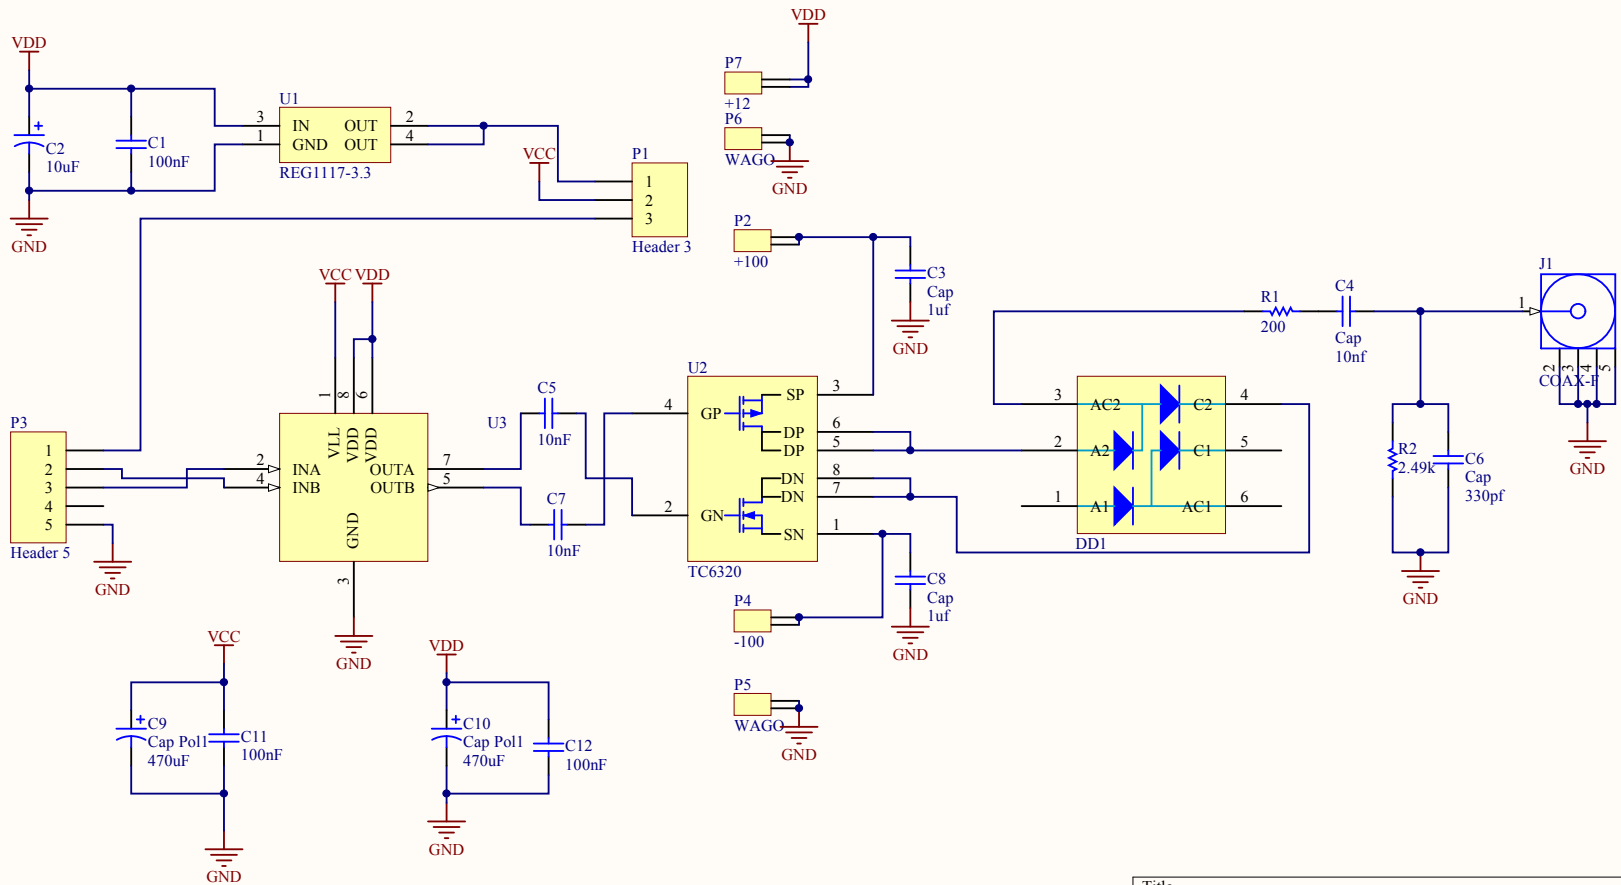 VDD
C2
10uF
C1
100nF
GND
U1
3 IN OUT 2
1 GND OUT 4
REG1117-3.3
VCC
P1
1
2
3
Header 3
VDD
P7
+12
P6
WAGO
GND
P2
+100
C3
Cap
1uf
GND
VCC VDD
1 8 6
VLL VDD VDD
U3
2 INA OUTA 7
4 INB OUTB 5
GND
3
GND
P3
1
2
3
4
5
Header 5
GND
C5
10nF
C7
10nF
U2
4 GP SP 3
DP 6
DP 5
DN 8
DN 7
2 GN SN 1
TC6320
C8
Cap
1uf
GND
P4
-100
P5
WAGO
GND
3 AC2 C2 4
2 A2 C1 5
1 A1 AC1 6
DD1
R1
200
C4
Cap
10nf
J1
1
2 3 4 5
COAX-F
GND
R2
2.49k
C6
Cap
330pf
GND
VCC
C9
Cap Pol1
470uF
C11
100nF
GND
VDD
C10
Cap Pol1
470uF
C12
100nF
GND
Title